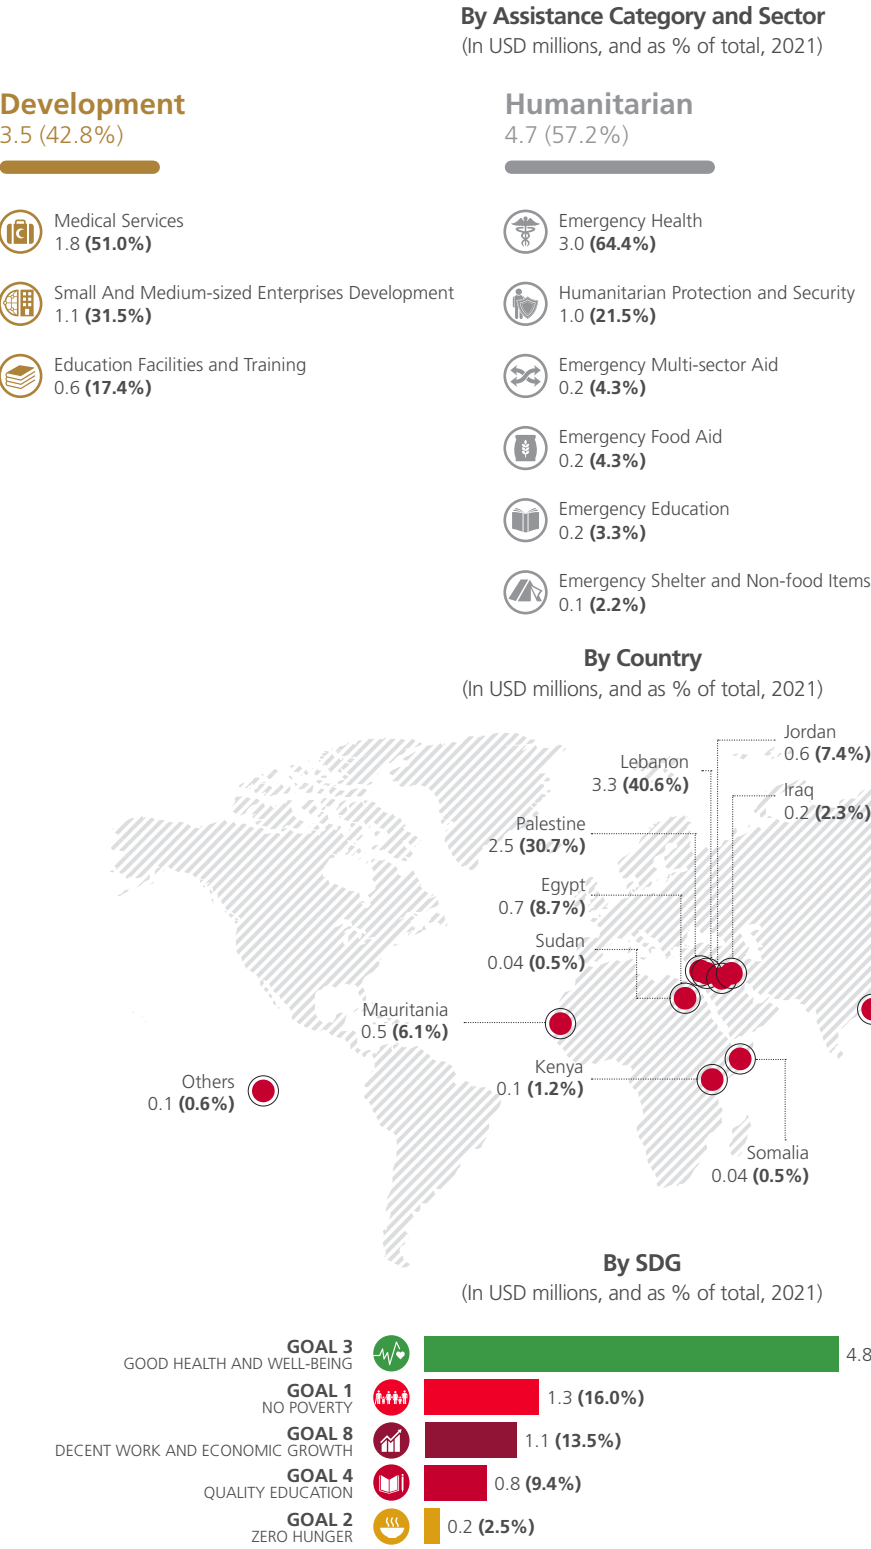 By Assistance Category and Sector
(In USD millions, and as % of total, 2021)
Development
3.5 (42.8%)
Medical Services
1.8 (51.0%)
Small And Medium-sized Enterprises Development
1.1 (31.5%)
Education Facilities and Training
0.6 (17.4%)
Humanitarian
4.7 (57.2%)
Emergency Health
3.0 (64.4%)
Humanitarian Protection and Security
1.0 (21.5%)
Emergency Multi-sector Aid
0.2 (4.3%)
Emergency Food Aid
0.2 (4.3%)
Emergency Education
0.2 (3.3%)
Emergency Shelter and Non-food Items
0.1 (2.2%)
By Country
(In USD millions, and as % of total, 2021)
Jordan
0.6 (7.4%)
Lebanon
3.3 (40.6%)
Iraq
0.2 (2.3%)
Palestine
2.5 (30.7%)
Egypt
0.7 (8.7%)
Sudan
0.04 (0.5%)
Mauritania
0.5 (6.1%)
Kenya
0.1 (1.2%)
Others
0.1 (0.6%)
Somalia
0.04 (0.5%)
By SDG
(In USD millions, and as % of total, 2021)
GOAL 3
GOOD HEALTH AND WELL-BEING
4.8
GOAL 1
NO POVERTY
1.3 (16.0%)
GOAL 8
DECENT WORK AND ECONOMIC GROWTH
1.1 (13.5%)
GOAL 4
QUALITY EDUCATION
0.8 (9.4%)
GOAL 2
ZERO HUNGER
0.2 (2.5%)